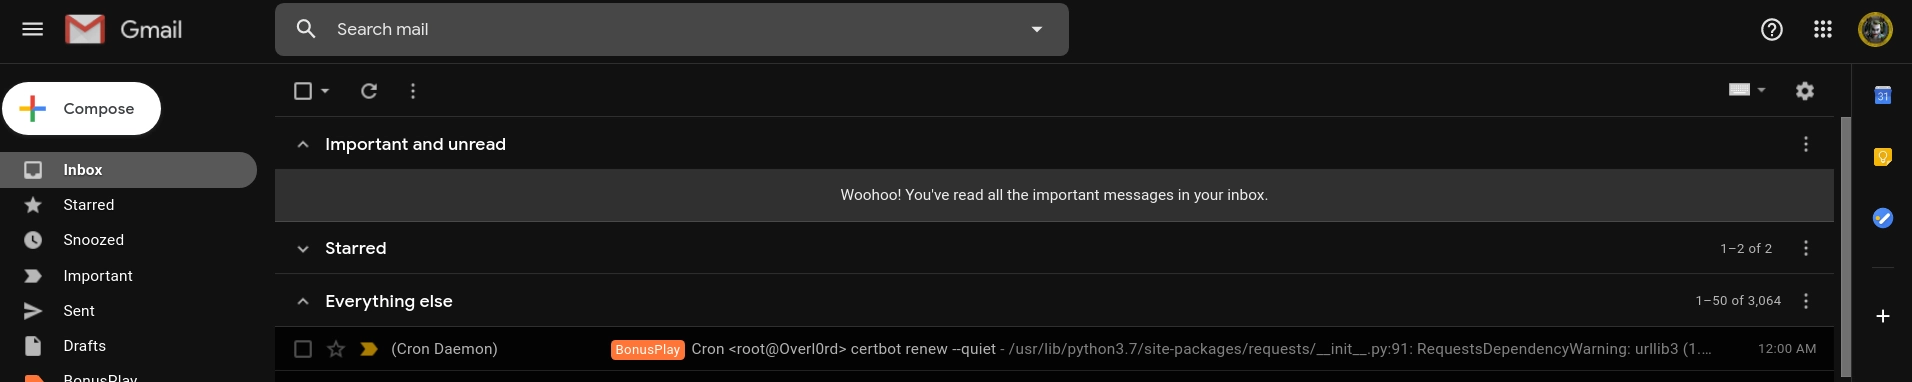 Gmail
Search mail
Compose
Inbox
Starred
Snoozed
Important
Sent
Drafts
BonusPlay
Important and unread
Woohoo! You've read all the important messages in your inbox.
Starred
1–2 of 2
Everything else
1–50 of 3,064
(Cron Daemon) BonusPlay Cron <root@Overl0rd> certbot renew --quiet - /usr/lib/python3.7/site-packages/requests/__init__.py:91: RequestsDependencyWarning: urllib3 (1.… 12:00 AM
31